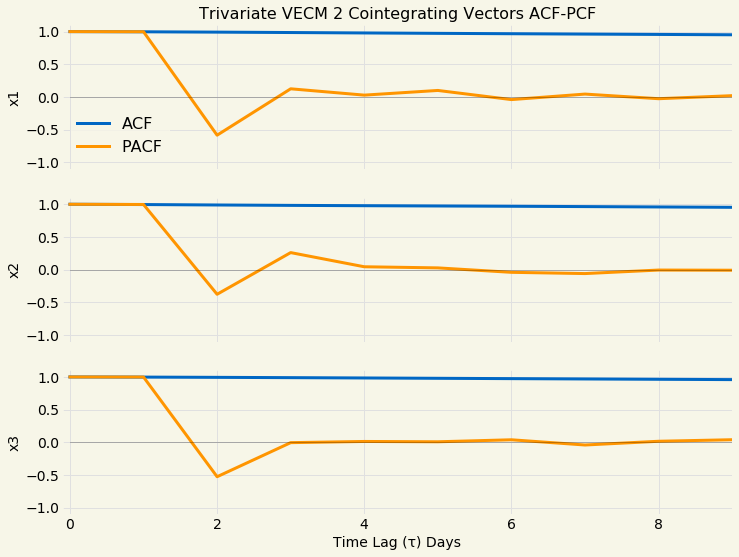 Trivariate VECM 2 Cointegrating Vectors ACF-PCF
1.0
0.5
0.0
−0.5
−1.0
x1
ACF
PACF
1.0
0.5
0.0
−0.5
−1.0
x2
1.0
0.5
0.0
−0.5
−1.0
x3
0 2 4 6 8
Time Lag (τ) Days